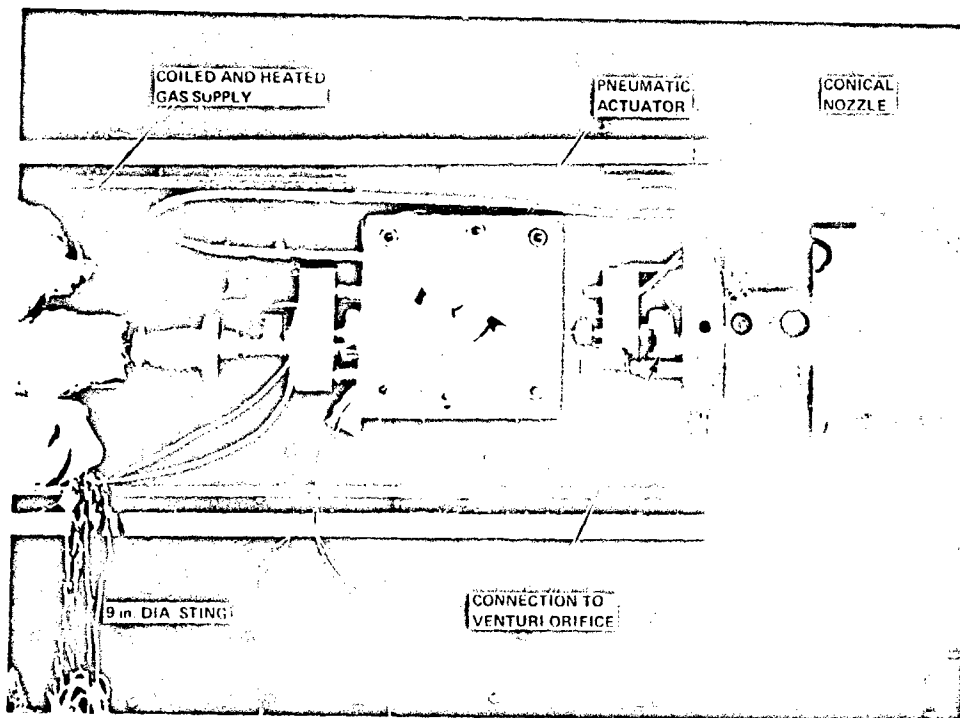 COILED AND HEATED
GAS SUPPLY
PNEUMATIC
ACTUATOR
CONICAL
NOZZLE
9 in. DIA STING
CONNECTION TO
VENTURI ORIFICE